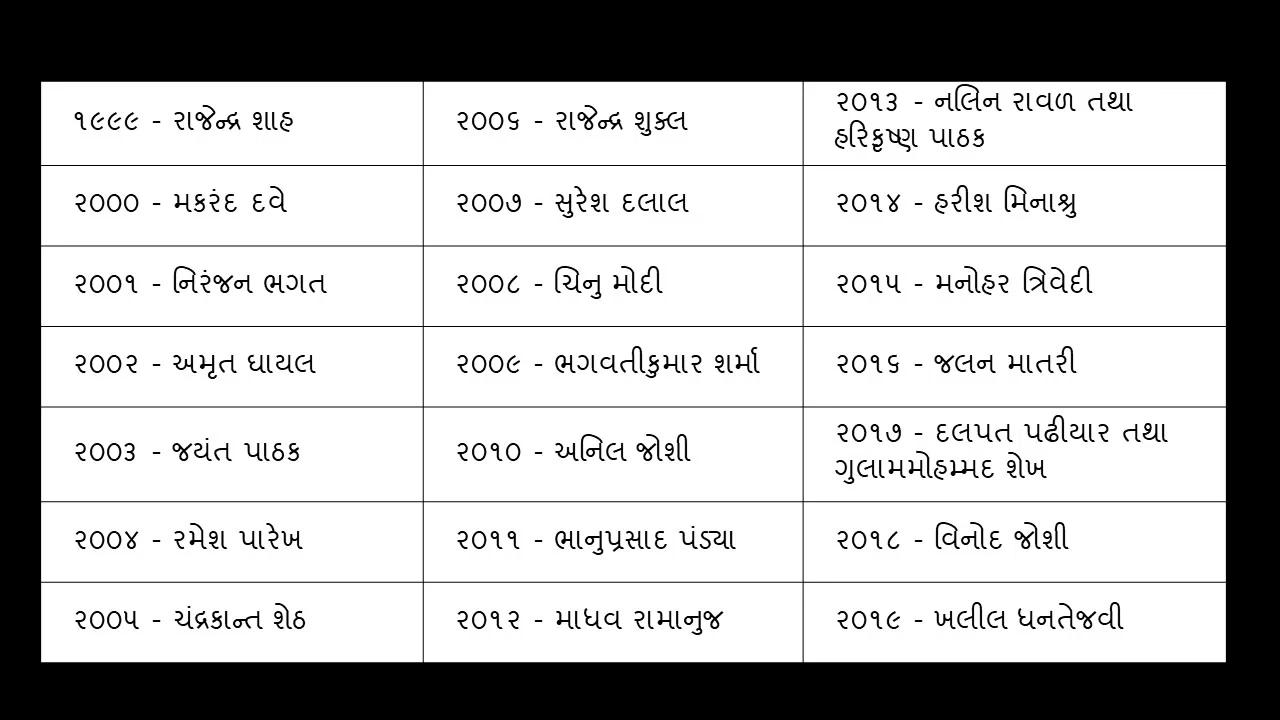 ૧૯૯૯ - રાજેન્દ્ર શાહ
૨૦૦૬ - રાજેન્દ્ર શુક્લ
૨૦૧૩ - નલિન રાવળ તથા
હરિકૃષ્ણ પાઠક
૨૦૦૦ - મકરંદ દવે
૨૦૦૭ - સુરેશ દલાલ
૨૦૧૪ - હરીશ મિનાશ્રુ
૨૦૦૧ - નિરંજન ભગત
૨૦૦૮ - ચિનુ મોદી
૨૦૧૫ - મનોહર ત્રિવેદી
૨૦૦૨ - અમૃત ઘાયલ
૨૦૦૯ - ભગવતીકુમાર શર્મા
૨૦૧૬ - જલન માતરી
૨૦૦૩ - જયંત પાઠક
૨૦૧૦ - અનિલ જોશી
૨૦૧૭ - દલપત પઢીયાર તથા
ગુલામમોહમ્મદ શેખ
૨૦૦૪ - રમેશ પારેખ
૨૦૧૧ - ભાનુપ્રસાદ પંડ્યા
૨૦૧૮ - વિનોદ જોશી
૨૦૦૫ - ચંદ્રકાન્ત શેઠ
૨૦૧૨ - માધવ રામાનુજ
૨૦૧૯ - ખલીલ ધનતેજવી